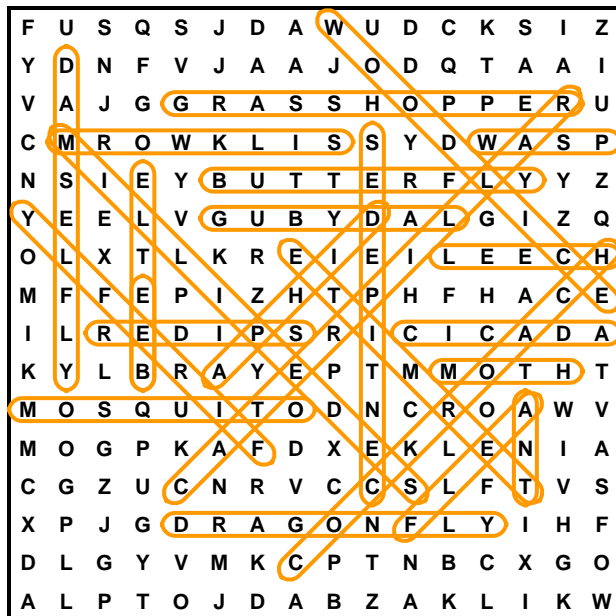 F U S Q S J D A W U D C K S I Z
Y D N F V J A A J O D Q T A A I
V A J G G R A S S H O P P E R U
C M R O W K L I S S Y D W A S P
N S I E Y B U T T E R F L Y Y Z
Y E E L V G U B Y D A L G I Z Q
O L X T L K R E I E I L E E C H
M F F E P I Z H T P H F H A C E
I L R E D I P S R I C I C A D A
K Y L B R A Y E P T M M O T H T
M O S Q U I T O D N C R O A W V
M O G P K A F D X E K L E N I A
C G Z U C N R V C C S L F T V S
X P J G D R A G O N F L Y I H F
D L G Y V M K C P T N B C X G O
A L P T O J D A B Z A K L I K W